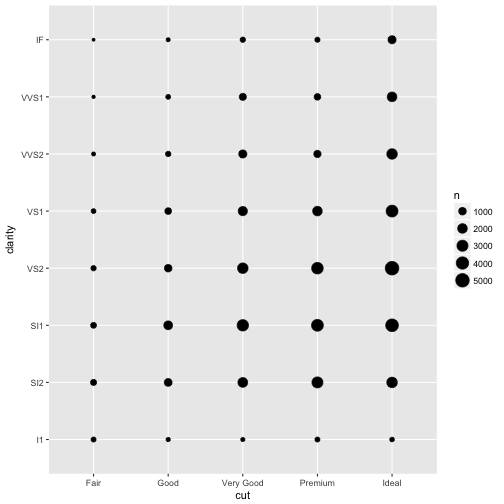 IF
VVS1
VVS2
VS1
VS2
SI1
SI2
I1
clarity
Fair Good Very Good Premium Ideal
cut
n
1000
2000
3000
4000
5000